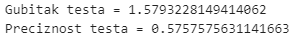 Gubitak testa = 1.5793228149414062
Preciznost testa = 0.5757575631141663